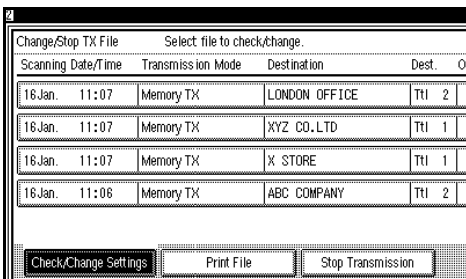 2
Change/Stop TX File Select file to check/change.
Scanning Date/Time Transmission Mode Destination Dest. O
16Jan. 11:07 Memory TX LONDON OFFICE Ttl 2
16Jan. 11:07 Memory TX XYZ CO.LTD Ttl 1
16Jan. 11:07 Memory TX X STORE Ttl 1
16Jan. 11:06 Memory TX ABC COMPANY Ttl 2
Check/Change Settings Print File Stop Transmission